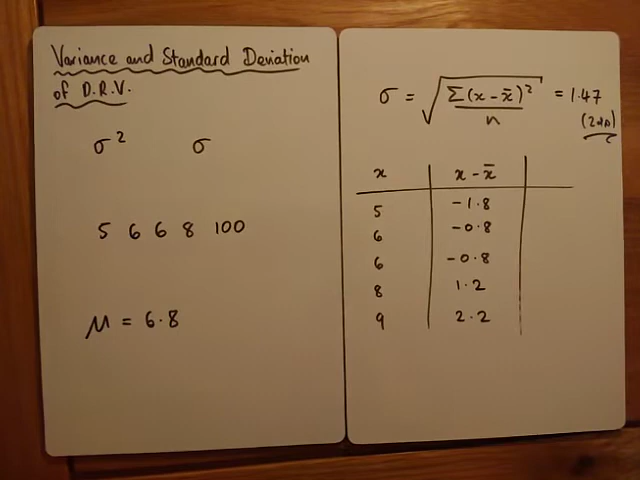 Variance and Standard Deviation
of D.R.V.
σ² σ
5 6 6 8 100
μ = 6.8
σ = √(Σ(x - x̄)² / n) = 1.47
(2dp)
x x - x̄
5 -1.8
6 -0.8
6 -0.8
8 1.2
9 2.2